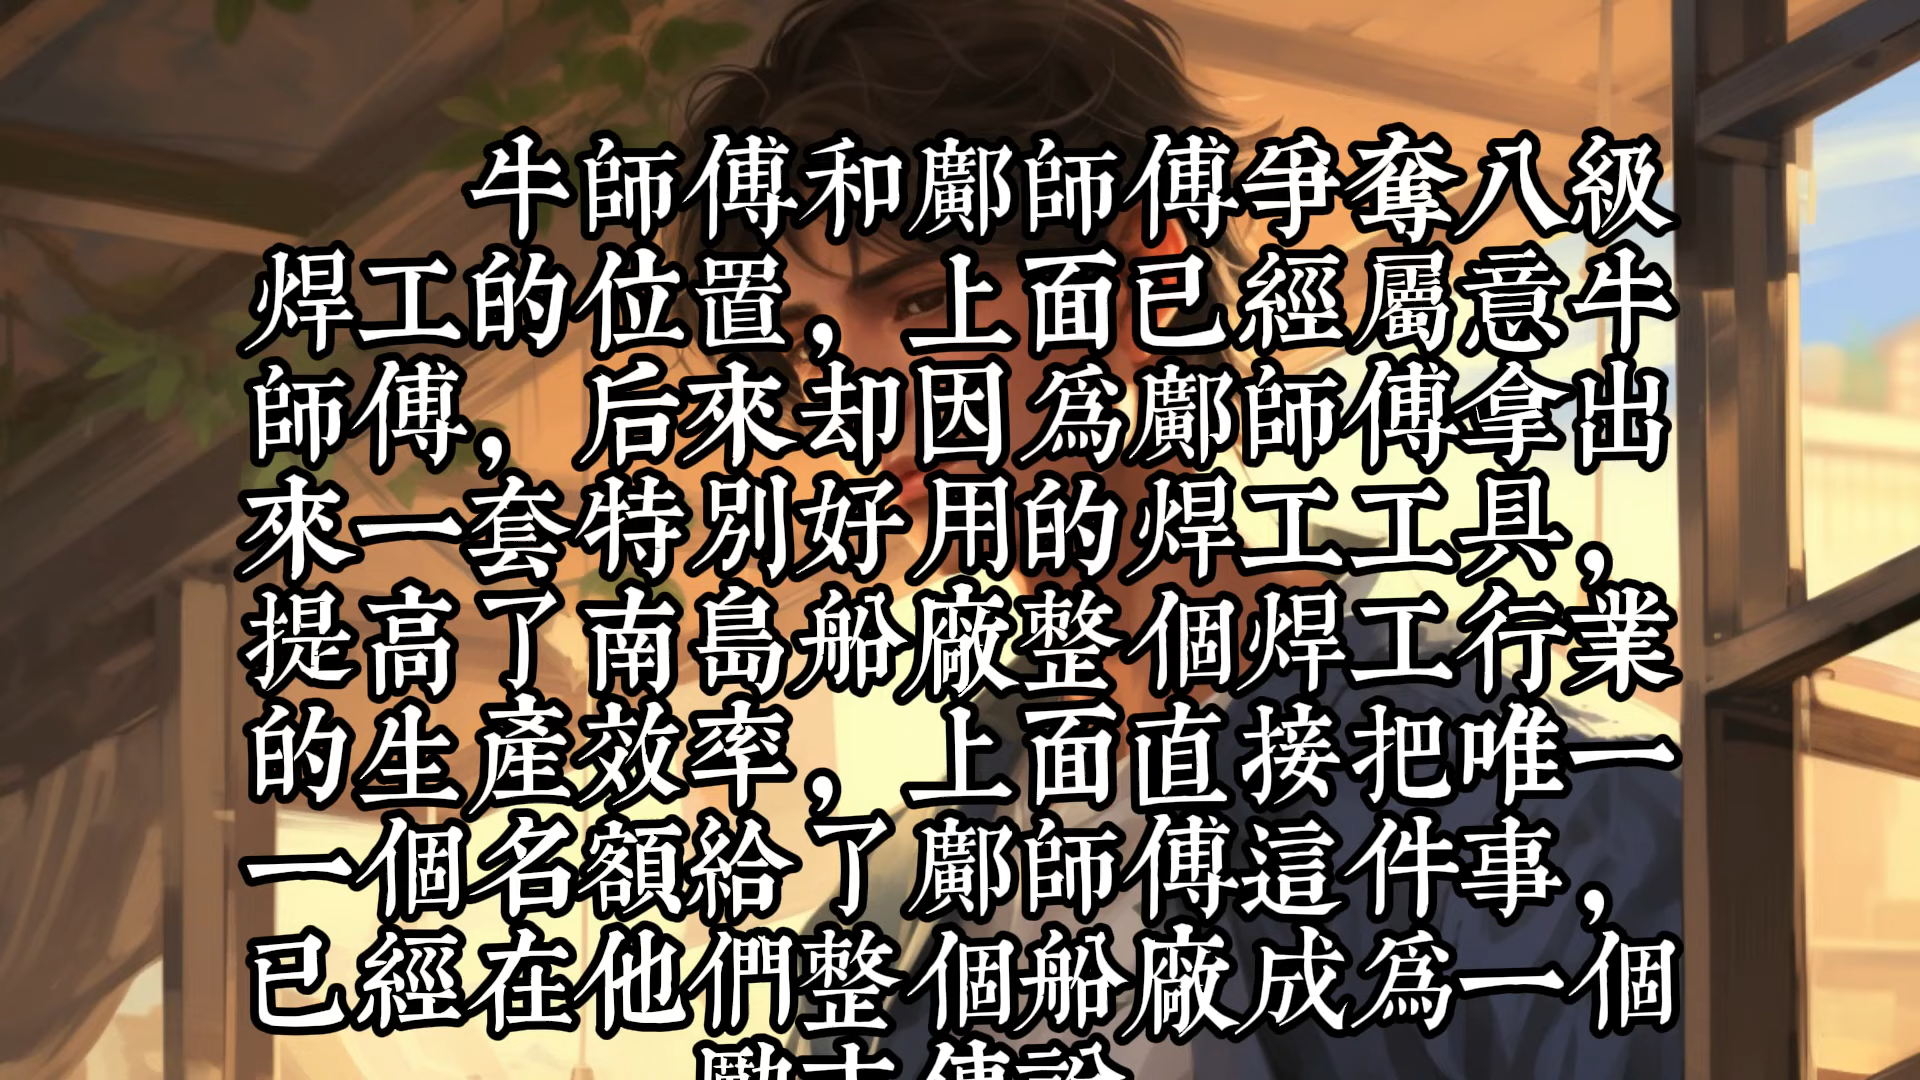 牛師傅和鄺師傅爭奪八級
焊工的位置，上面已經屬意牛
師傅，后來却因爲鄺師傅拿出
來一套特別好用的焊工工具，
提高了南島船廠整個焊工行業
的生產效率，上面直接把唯一
一個名額給了鄺師傅這件事，
已經在他們整個船廠成爲一個
勵志傳說